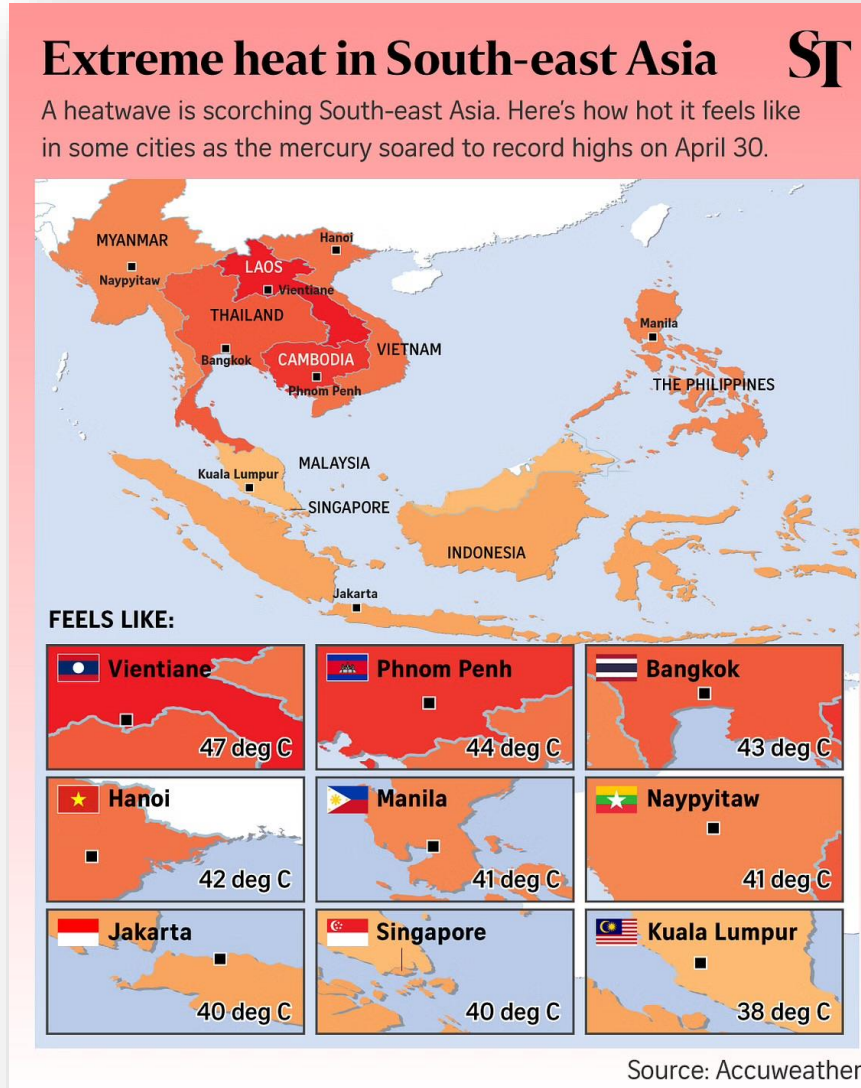 Extreme heat in South-east Asia
ST
A heatwave is scorching South-east Asia. Here’s how hot it feels like
in some cities as the mercury soared to record highs on April 30.
MYANMAR
Naypyitaw
Hanoi
LAOS
Vientiane
THAILAND
Bangkok
CAMBODIA
Phnom Penh
VIETNAM
Manila
THE PHILIPPINES
MALAYSIA
Kuala Lumpur
SINGAPORE
INDONESIA
Jakarta
FEELS LIKE:
Vientiane
47 deg C
Phnom Penh
44 deg C
Bangkok
43 deg C
Hanoi
42 deg C
Manila
41 deg C
Naypyitaw
41 deg C
Jakarta
40 deg C
Singapore
40 deg C
Kuala Lumpur
38 deg C
Source: Accuweather